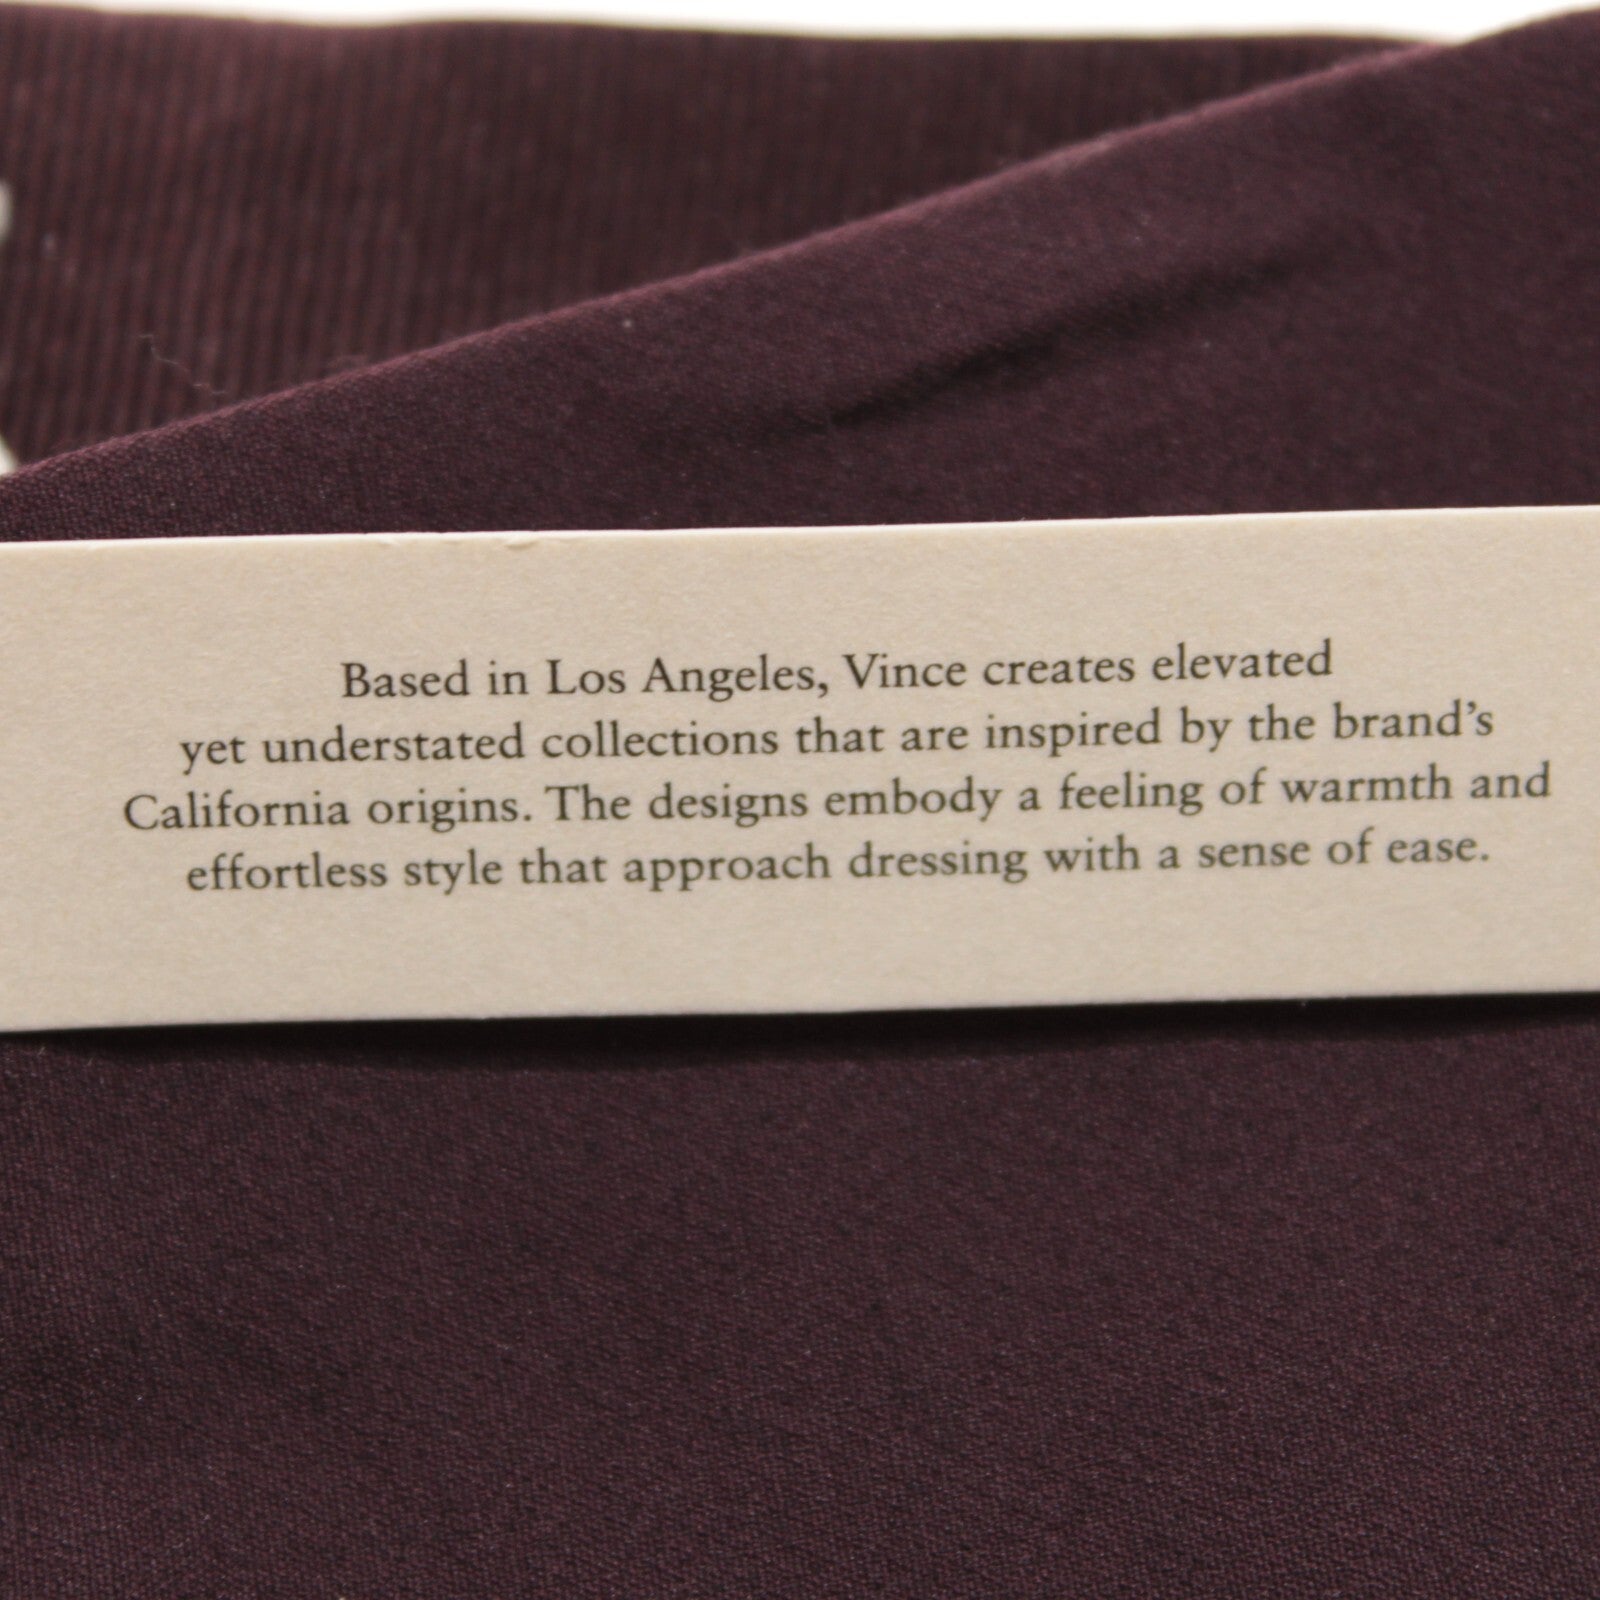 Based in Los Angeles, Vince creates elevated
yet understated collections that are inspired by the brand’s
California origins. The designs embody a feeling of warmth and
effortless style that approach dressing with a sense of ease.